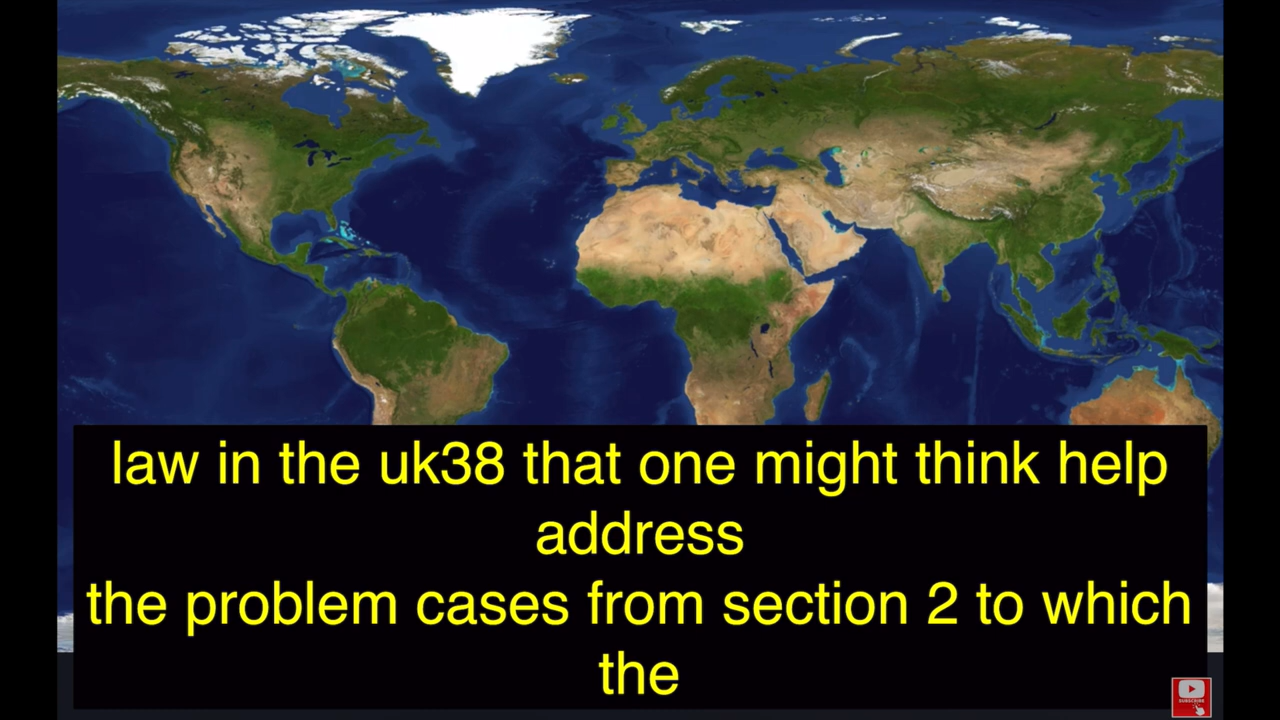 law in the uk38 that one might think help
address
the problem cases from section 2 to which
the
SUBSCRIBE